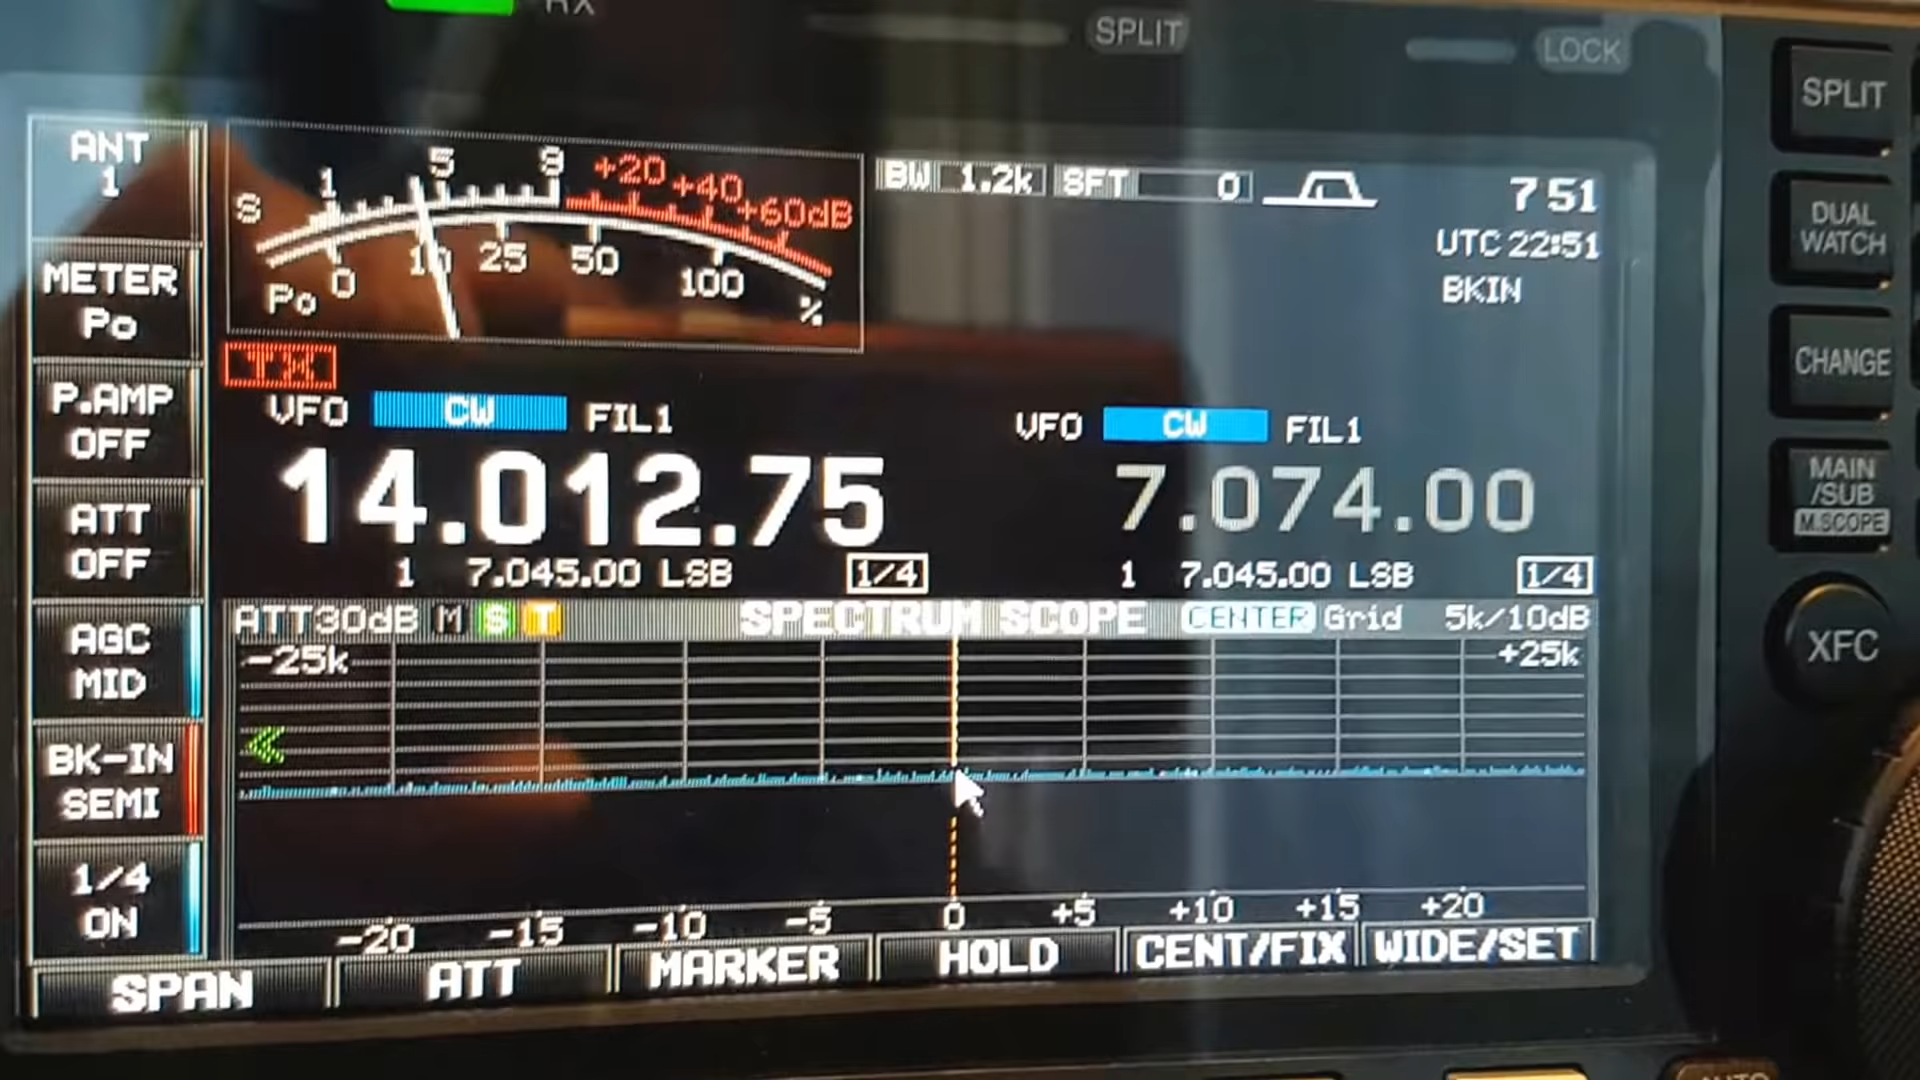 RX
SPLIT
LOCK
SPLIT
DUAL
WATCH
CHANGE
MAIN
/SUB
M.SCOPE
XFC
ANT
1
METER
Po
P.AMP
OFF
ATT
OFF
AGC
MID
BK-IN
SEMI
1/4
ON
S 1 5 9 +20 +40 +60dB
Po 0 10 25 50 100 %
BW 1.2k SFT 0
7 51
UTC 22:51
BKIN
TX
VFO CW FIL1
14.012.75
1 7.045.00 LSB 1/4
VFO CW FIL1
7.074.00
1 7.045.00 LSB 1/4
ATT30dB M S T SPECTRUM SCOPE CENTER Grid 5k/10dB
-25k +25k
-20 -15 -10 -5 0 +5 +10 +15 +20
SPAN ATT MARKER HOLD CENT/FIX WIDE/SET
AUTO